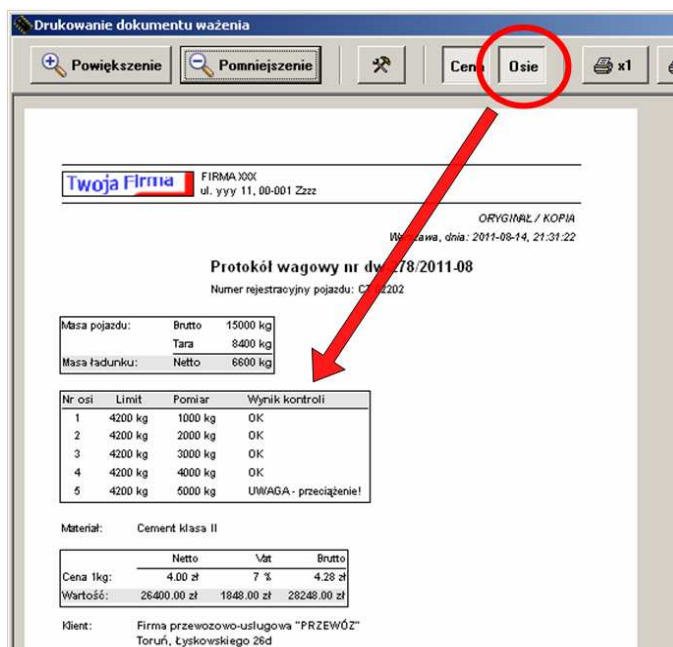 Drukowanie dokumentu ważenia
Powiększenie Pomniejszenie Cena Osie x1
Twoja Firma
FIRMA XXX
ul. yyy 11, 00-001 Zzzz
ORYGINAŁ / KOPIA
Warszawa, dnia: 2011-08-14, 21:31:22
Protokół wagowy nr dw-278/2011-08
Numer rejestracyjny pojazdu: CT 02202
Masa pojazdu: Brutto 15000 kg
Tara 8400 kg
Masa ładunku: Netto 6600 kg
Nr osi Limit Pomiar Wynik kontroli
1 4200 kg 1000 kg OK
2 4200 kg 2000 kg OK
3 4200 kg 3000 kg OK
4 4200 kg 4000 kg OK
5 4200 kg 5000 kg UWAGA - przeciążenie!
Materiał: Cement klasa II
Netto Vat Brutto
Cena 1kg: 4.00 zł 7 % 4.28 zł
Wartość: 26400.00 zł 1848.00 zł 28248.00 zł
Klient: Firma przewozowo-usługowa "PRZEWÓZ"
Toruń, Łyskowskiego 26d